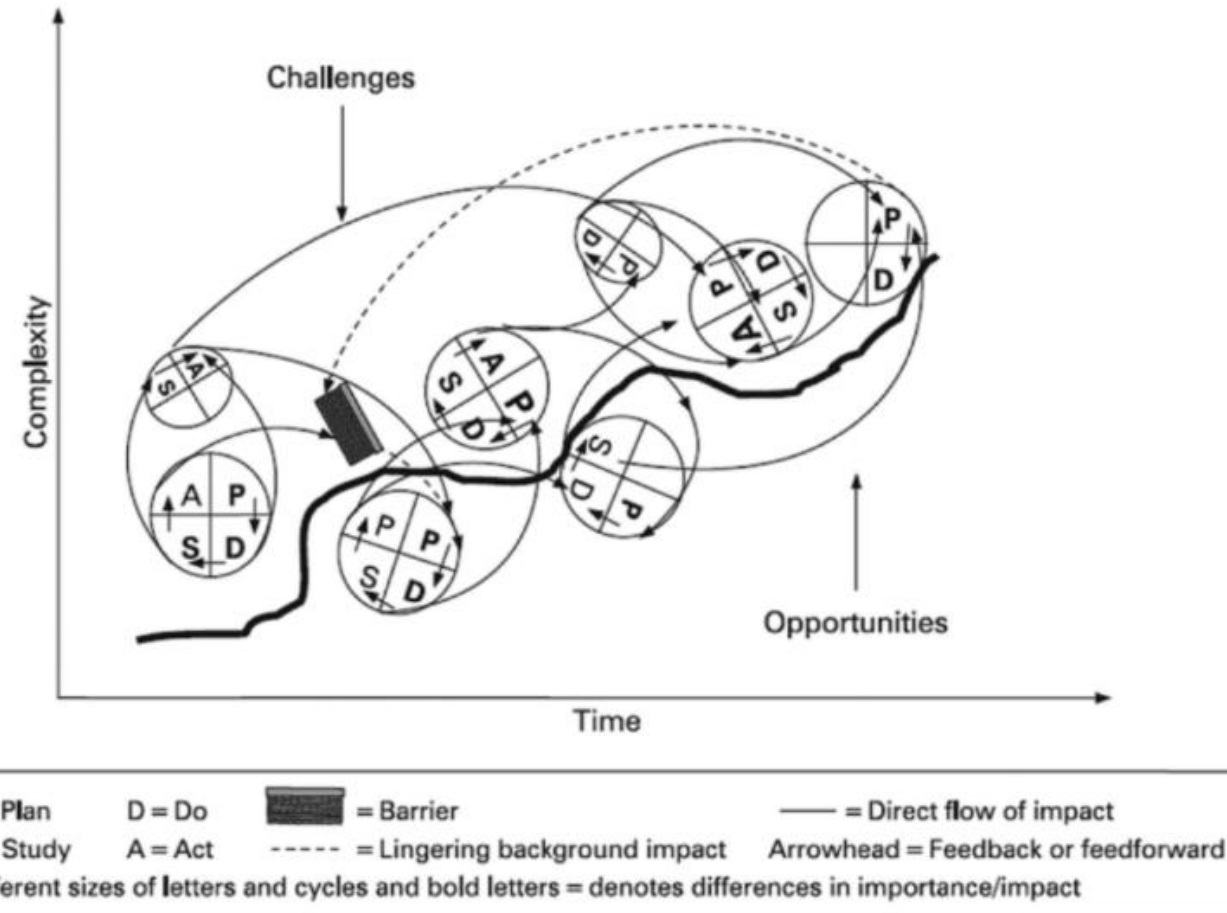 Challenges
Complexity
P
D
P
D
P
D
S
A
P
D
S
A
A
P
D
S
A
P
D
S
P
P
D
S
S
P
D
Opportunities
Time
Plan D = Do = Barrier = Direct flow of impact
Study A = Act = Lingering background impact Arrowhead = Feedback or feedforward
erent sizes of letters and cycles and bold letters = denotes differences in importance/impact